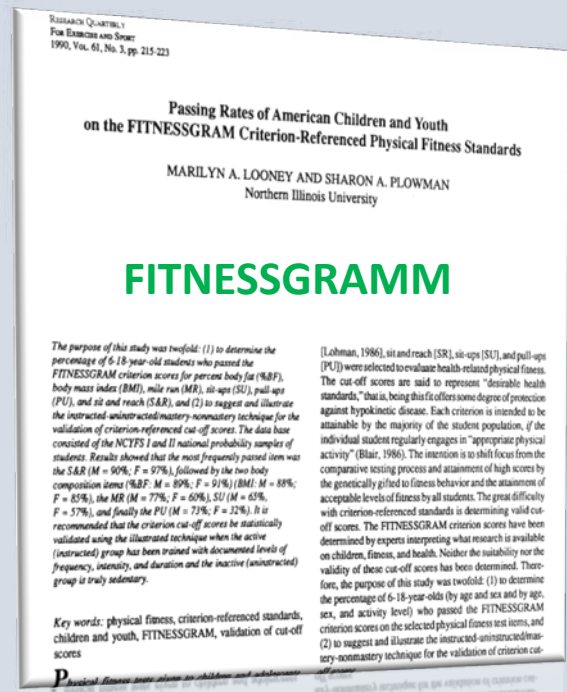 RESEARCH QUARTERLY
FOR EXERCISE AND SPORT
1990, VOL. 61, NO. 3, pp. 215-223
Passing Rates of American Children and Youth
on the FITNESSGRAM Criterion-Referenced Physical Fitness Standards
MARILYN A. LOONEY AND SHARON A. PLOWMAN
Northern Illinois University
FITNESSGRAMM
The purpose of this study was twofold: (1) to determine the
percentage of 6-18-year-old students who passed the
FITNESSGRAM criterion scores for percent body fat (%BF),
body mass index (BMI), mile run (MR), sit-ups (SU), pull-ups
(PU), and sit and reach (S&R), and (2) to suggest and illustrate
the instructed-uninstructed/mastery-nonmastery technique for the
validation of criterion-referenced cut-off scores. The data base
consisted of the NCYFS I and II national probability samples of
students. Results showed that the most frequently passed item was
the S&R (M = 90%; F = 97%), followed by the two body
composition items (%BF: M = 89%; F = 91%) (BMI: M = 88%;
F = 85%), the MR (M = 77%; F = 60%), SU (M = 65%,
F = 57%), and finally the PU (M = 73%; F = 32%). It is
recommended that the criterion cut-off scores be statistically
validated using the illustrated technique when the active
(instructed) group has been trained with documented levels of
frequency, intensity, and duration and the inactive (uninstructed)
group is truly sedentary.
Key words: physical fitness, criterion-referenced standards,
children and youth, FITNESSGRAM, validation of cut-off
scores
Physical fitness tests given to children and adolescents
[Lohman, 1986], sit and reach [SR], sit-ups [SU], and pull-ups
[PU]) were selected to evaluate health-related physical fitness.
The cut-off scores are said to represent "desirable health
standards," that is, being this fit offers some degree of protection
against hypokinetic disease. Each criterion is intended to be
attainable by the majority of the student population, if the
individual student regularly engages in "appropriate physical
activity" (Blair, 1986). The intention is to shift focus from the
comparative testing process and attainment of high scores by
the genetically gifted to fitness behavior and the attainment of
acceptable levels of fitness by all students. The great difficulty
with criterion-referenced standards is determining valid cut-
off scores. The FITNESSGRAM criterion scores have been
determined by experts interpreting what research is available
on children, fitness, and health. Neither the suitability nor the
validity of these cut-off scores has been determined. There-
fore, the purpose of this study was twofold: (1) to determine
the percentage of 6-18-year-olds (by age and sex and by age,
sex, and activity level) who passed the FITNESSGRAM
criterion scores on the selected physical fitness test items, and
(2) to suggest and illustrate the instructed-uninstructed/mas-
tery-nonmastery technique for the validation of criterion cut-
off scores.